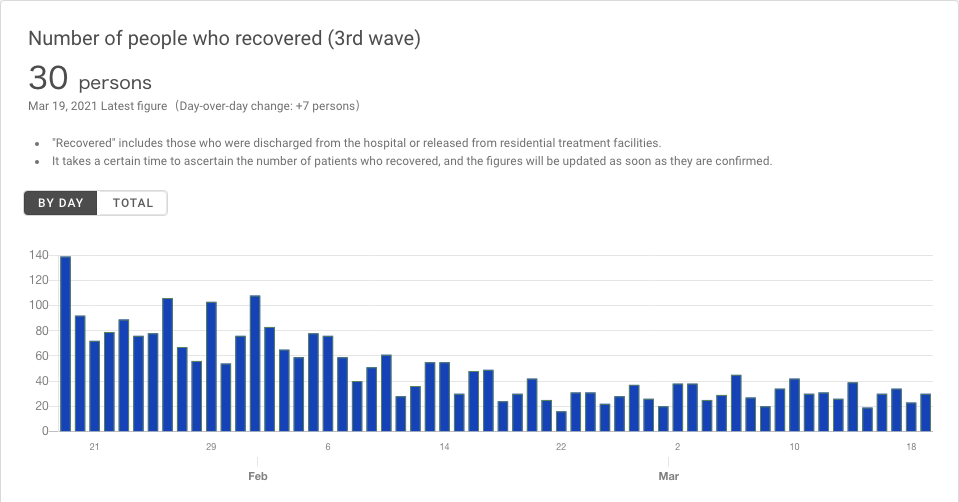 Number of people who recovered (3rd wave)
30 persons
Mar 19, 2021 Latest figure（Day-over-day change: +7 persons）
• "Recovered" includes those who were discharged from the hospital or released from residential treatment facilities.
• It takes a certain time to ascertain the number of patients who recovered, and the figures will be updated as soon as they are confirmed.
BY DAY TOTAL
140
120
100
80
60
40
20
0
21 29 6 14 22 2 10 18
Feb Mar